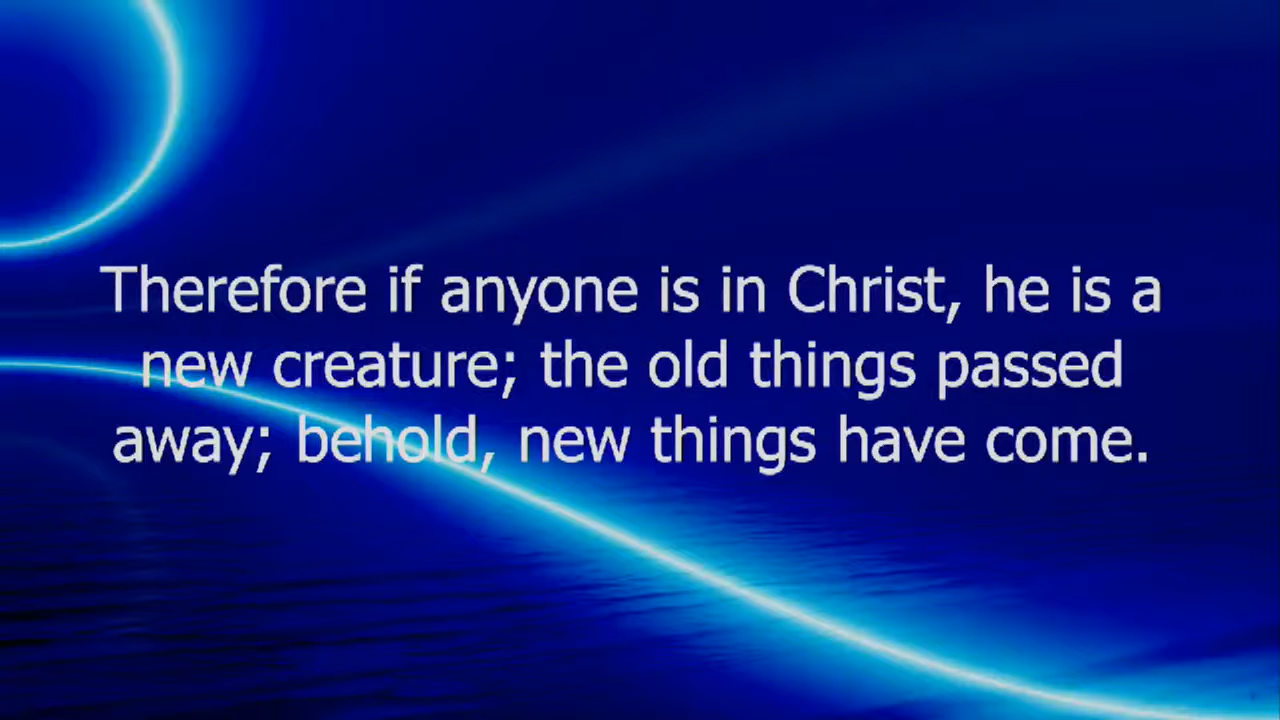 Therefore if anyone is in Christ, he is a
new creature; the old things passed
away; behold, new things have come.